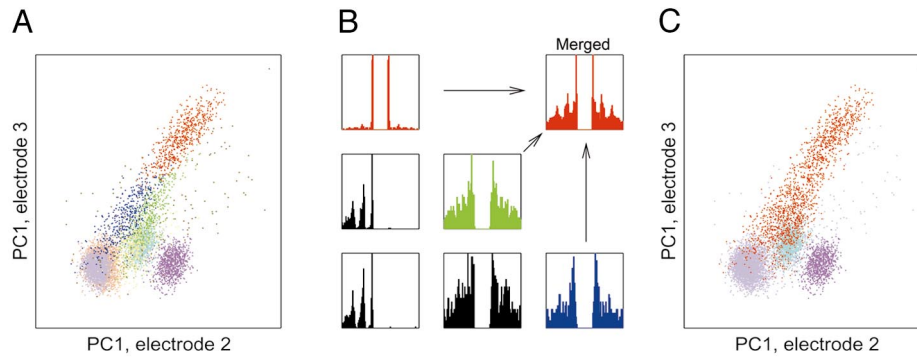 A
B
C
Merged
PC1, electrode 3
PC1, electrode 2
PC1, electrode 3
PC1, electrode 2